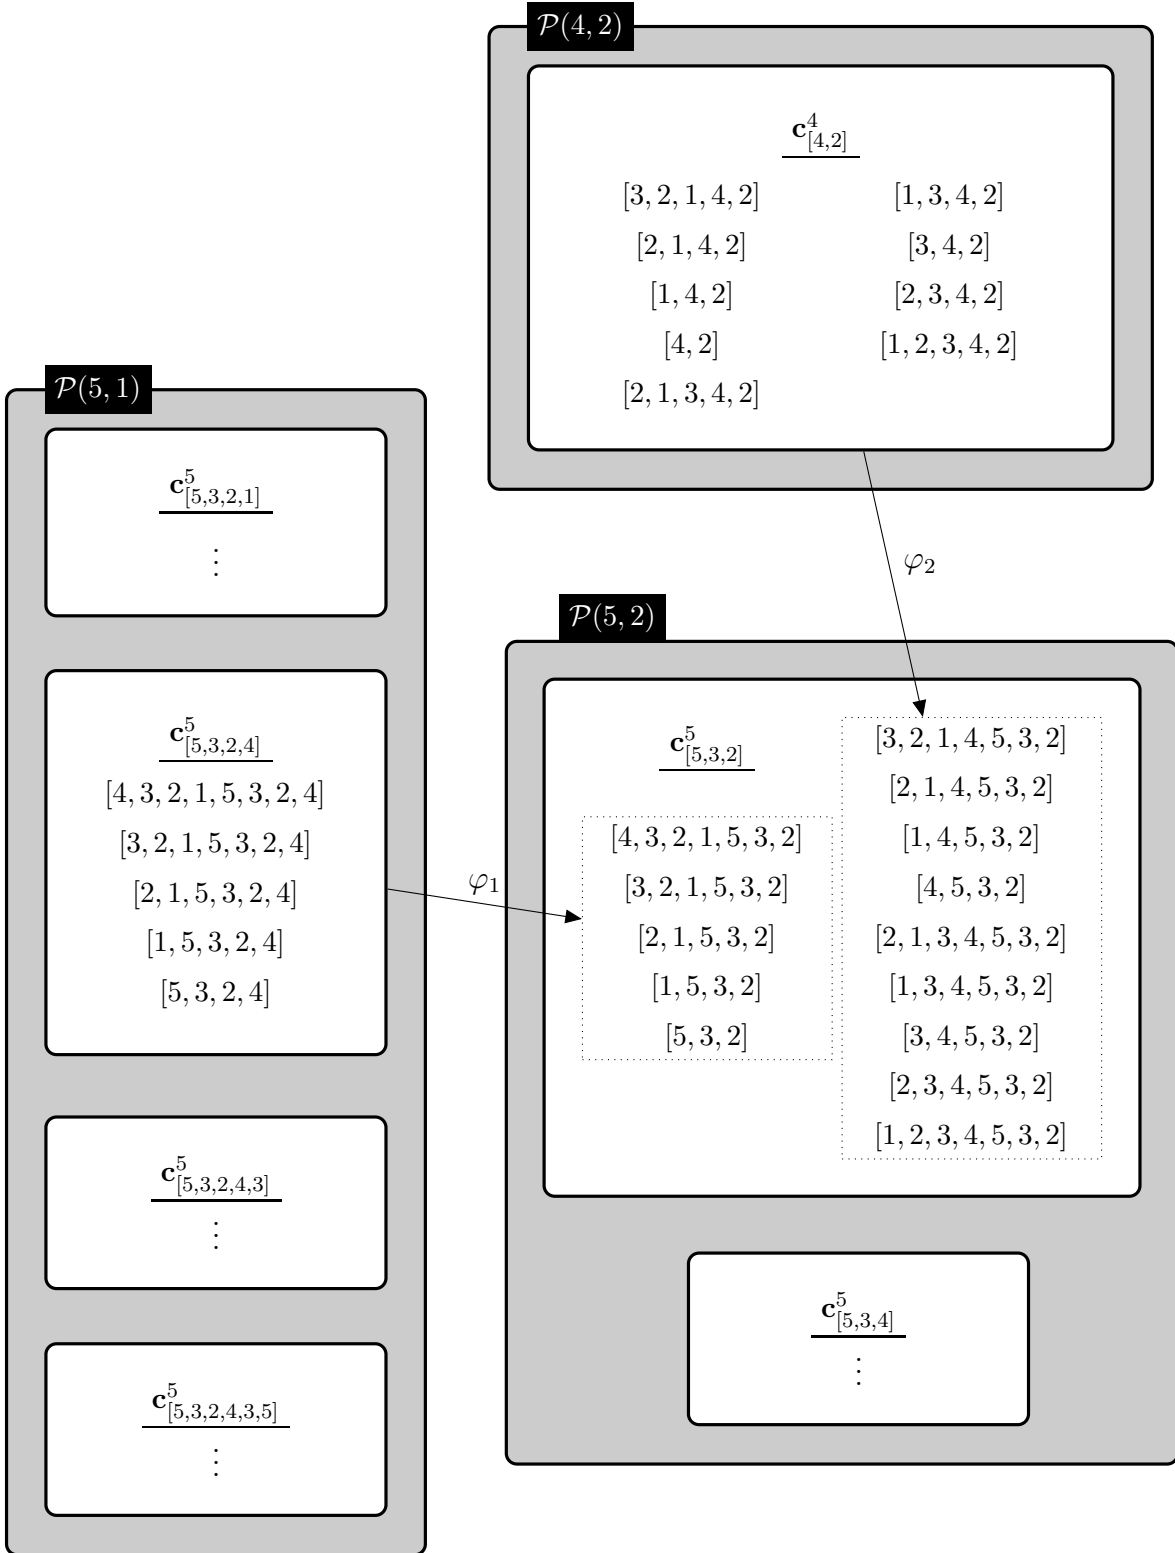 𝒫(4, 2)
𝐜⁴_[4,2]
[3, 2, 1, 4, 2]
[2, 1, 4, 2]
[1, 4, 2]
[4, 2]
[2, 1, 3, 4, 2]
[1, 3, 4, 2]
[3, 4, 2]
[2, 3, 4, 2]
[1, 2, 3, 4, 2]
𝒫(5, 1)
𝐜⁵_[5,3,2,1]
⋮
𝐜⁵_[5,3,2,4]
[4, 3, 2, 1, 5, 3, 2, 4]
[3, 2, 1, 5, 3, 2, 4]
[2, 1, 5, 3, 2, 4]
[1, 5, 3, 2, 4]
[5, 3, 2, 4]
𝐜⁵_[5,3,2,4,3]
⋮
𝐜⁵_[5,3,2,4,3,5]
⋮
φ₁
φ₂
𝒫(5, 2)
𝐜⁵_[5,3,2]
[4, 3, 2, 1, 5, 3, 2]
[3, 2, 1, 5, 3, 2]
[2, 1, 5, 3, 2]
[1, 5, 3, 2]
[5, 3, 2]
[3, 2, 1, 4, 5, 3, 2]
[2, 1, 4, 5, 3, 2]
[1, 4, 5, 3, 2]
[4, 5, 3, 2]
[2, 1, 3, 4, 5, 3, 2]
[1, 3, 4, 5, 3, 2]
[3, 4, 5, 3, 2]
[2, 3, 4, 5, 3, 2]
[1, 2, 3, 4, 5, 3, 2]
𝐜⁵_[5,3,4]
⋮